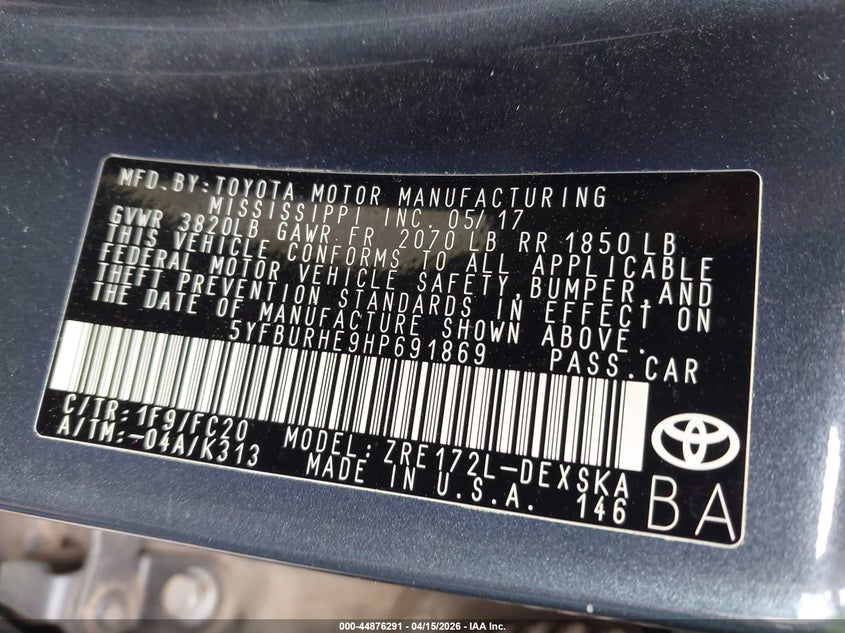 MFD.BY:TOYOTA MOTOR MANUFACTURING
MISSISSIPPI INC. 05/17
GVWR 3820LB GAWR FR 2070 LB RR 1850 LB
THIS VEHICLE CONFORMS TO ALL APPLICABLE
FEDERAL MOTOR VEHICLE SAFETY,BUMPER,AND
THEFT PREVENTION STANDARDS IN EFFECT ON
THE DATE OF MANUFACTURE SHOWN ABOVE.
5YFBURHE9HP691869 PASS.CAR
C/TR:1F9/FC20 MODEL:ZRE172L-DEXSKA
A/TM:-04A/K313 MADE IN U.S.A. 146 BA
000-44876291 - 04/15/2026 - IAA Inc.